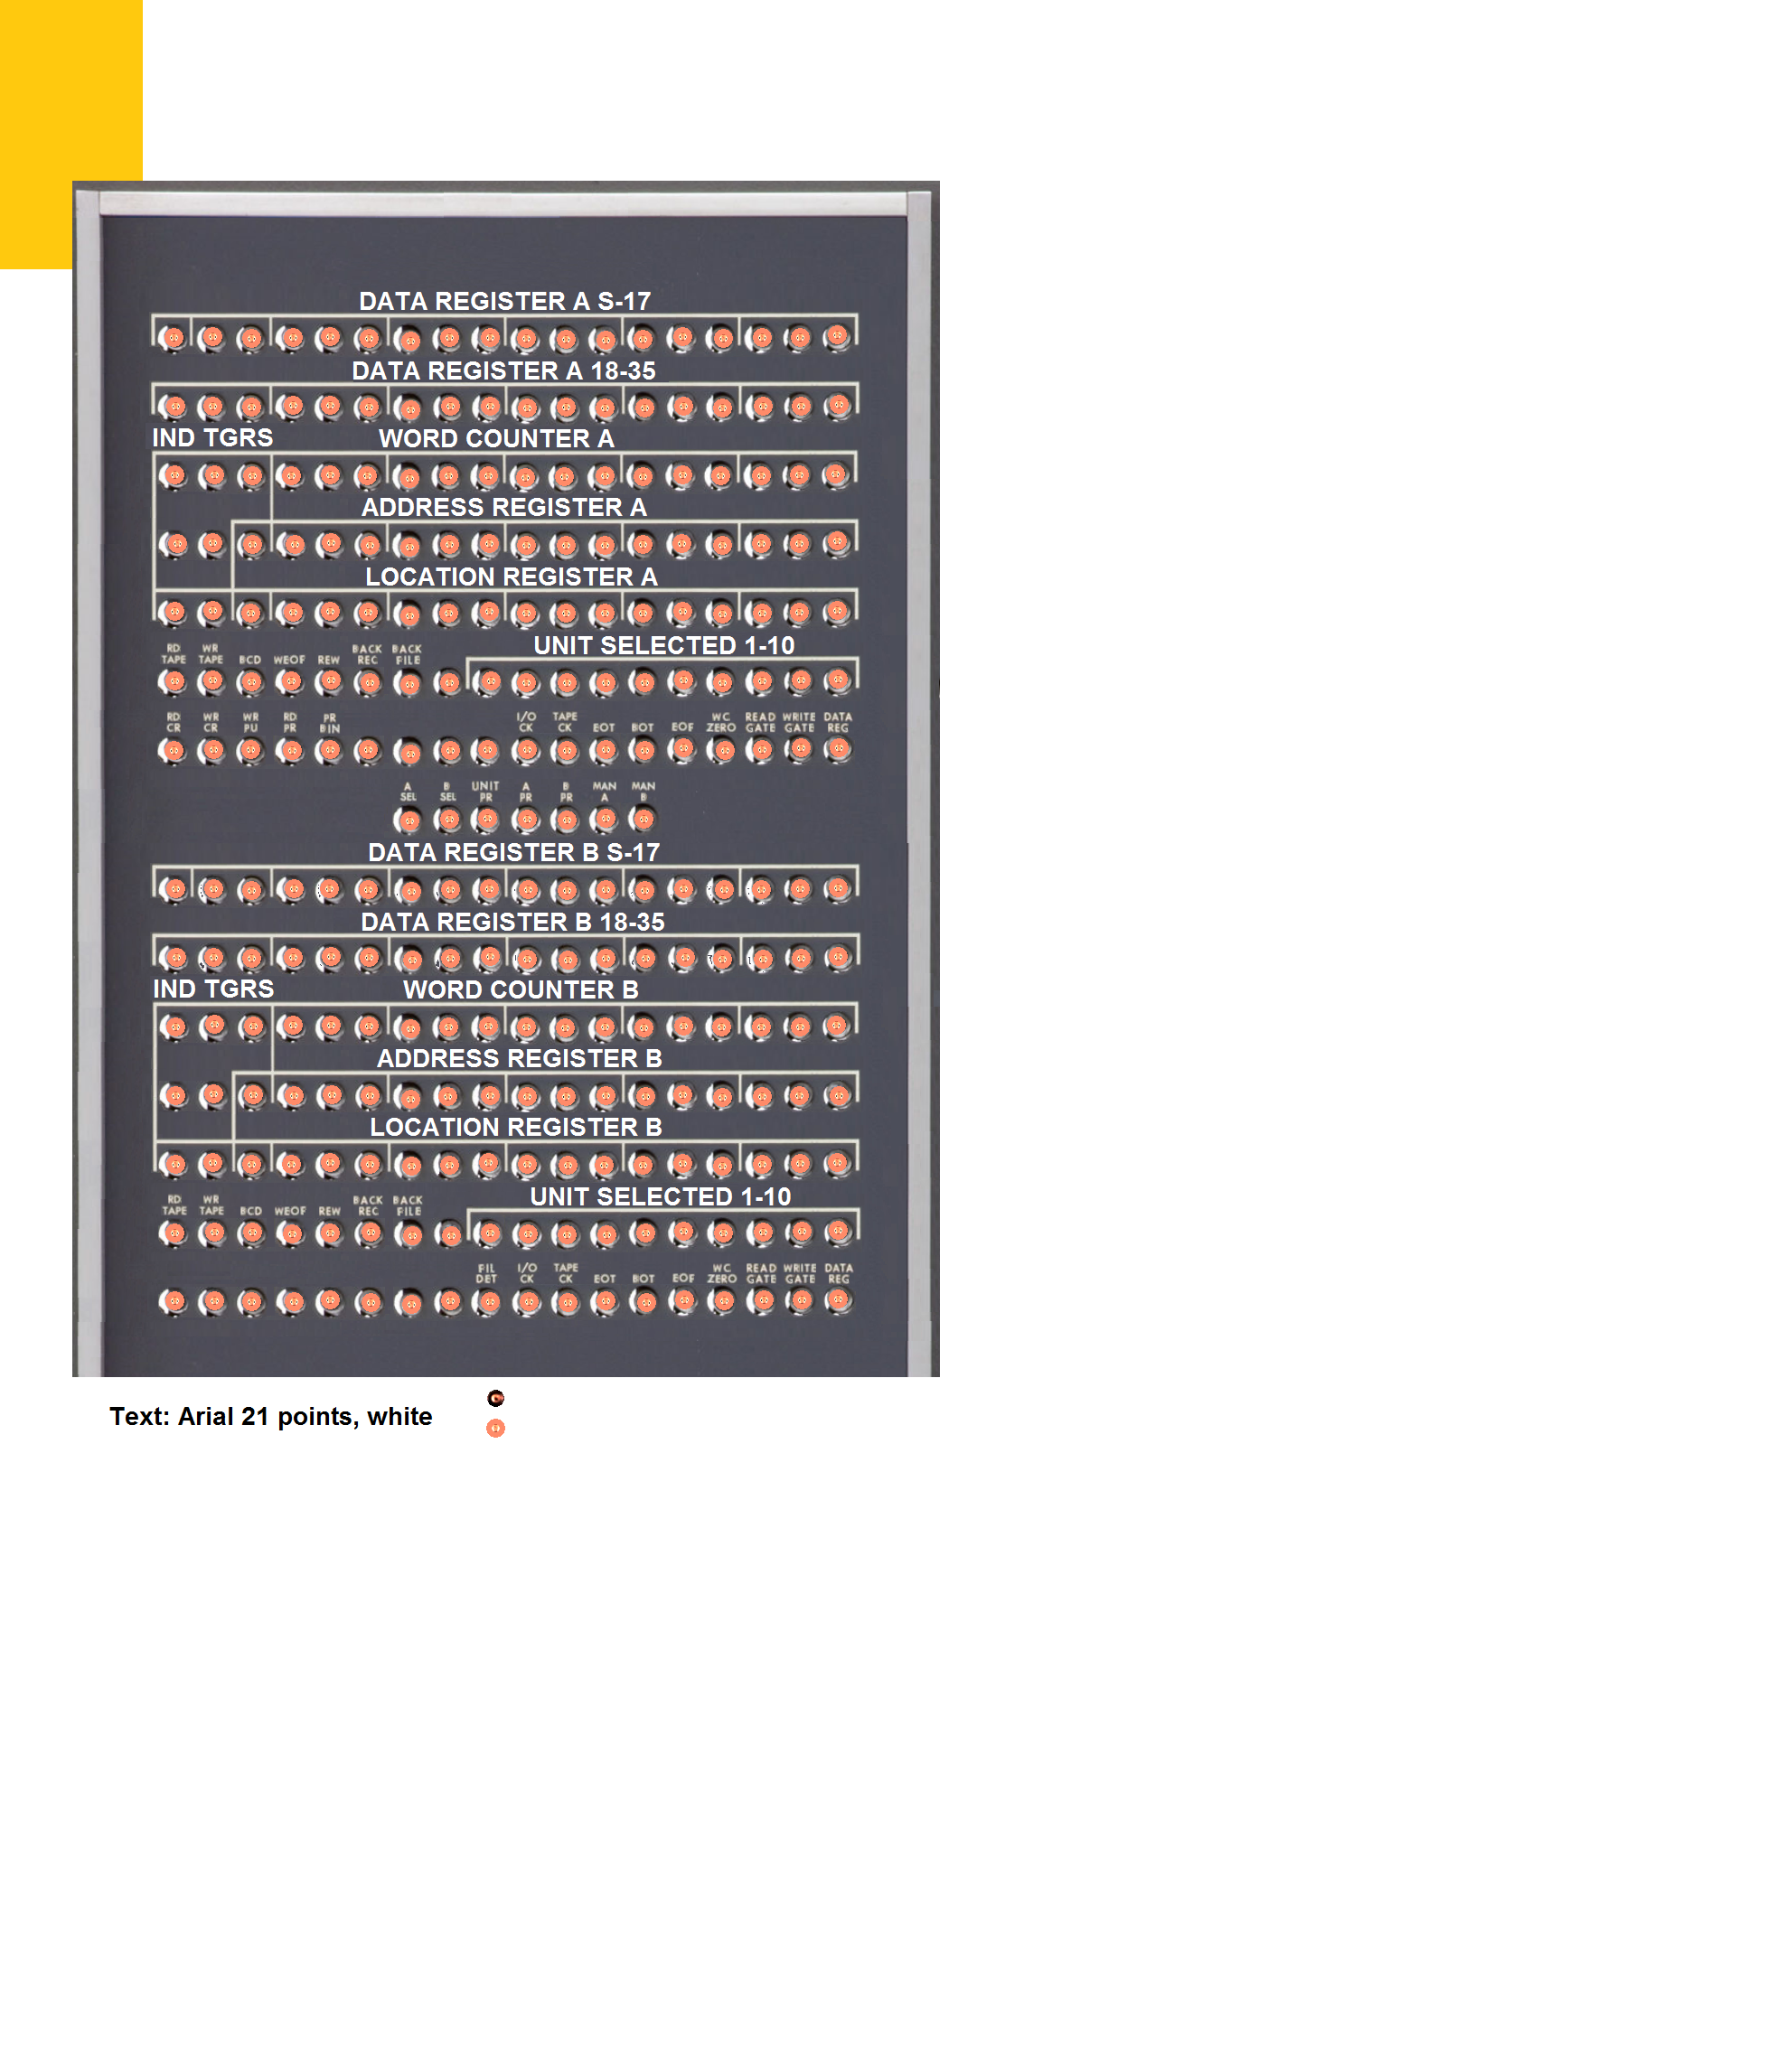 DATA REGISTER A S-17
DATA REGISTER A 18-35
IND TGRS WORD COUNTER A
ADDRESS REGISTER A
LOCATION REGISTER A
UNIT SELECTED 1-10
RD TAPE WR TAPE BCD WEOF REW BACK REC BACK FILE
RD CR WR CR WR PU RD PR PR BIN I/O CK TAPE CK EOT BOT EOF WC ZERO READ GATE WRITE GATE DATA REG
A SEL B SEL UNIT PR A PR B PR MAN A MAN B
DATA REGISTER B S-17
DATA REGISTER B 18-35
IND TGRS WORD COUNTER B
ADDRESS REGISTER B
LOCATION REGISTER B
UNIT SELECTED 1-10
RD TAPE WR TAPE BCD WEOF REW BACK REC BACK FILE
FIL DET I/O CK TAPE CK EOT BOT EOF WC ZERO READ GATE WRITE GATE DATA REG
Text: Arial 21 points, white